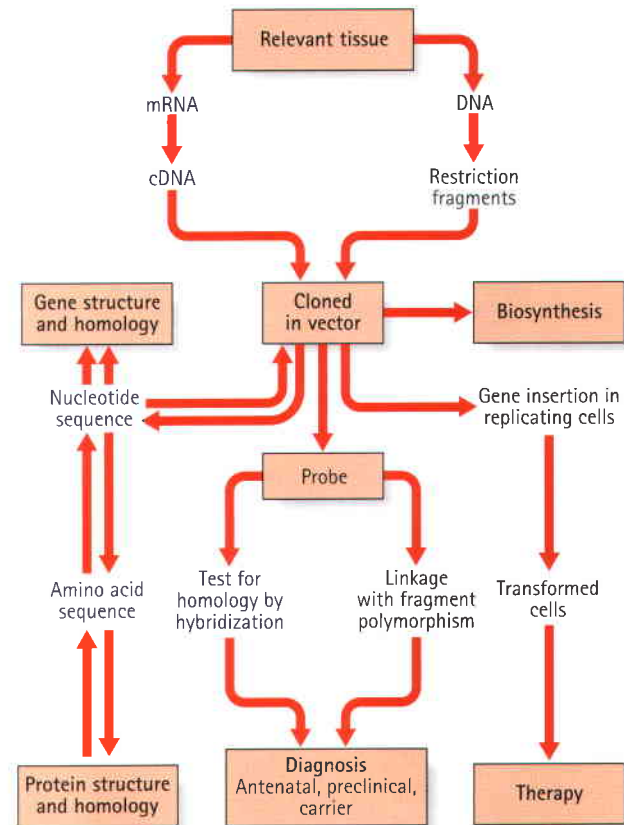 Relevant tissue
mRNA
DNA
cDNA
Restriction
fragments
Gene structure
and homology
Cloned
in vector
Biosynthesis
Nucleotide
sequence
Gene insertion in
replicating cells
Probe
Amino acid
sequence
Test for
homology by
hybridization
Linkage
with fragment
polymorphism
Transformed
cells
Protein structure
and homology
Diagnosis
Antenatal, preclinical,
carrier
Therapy